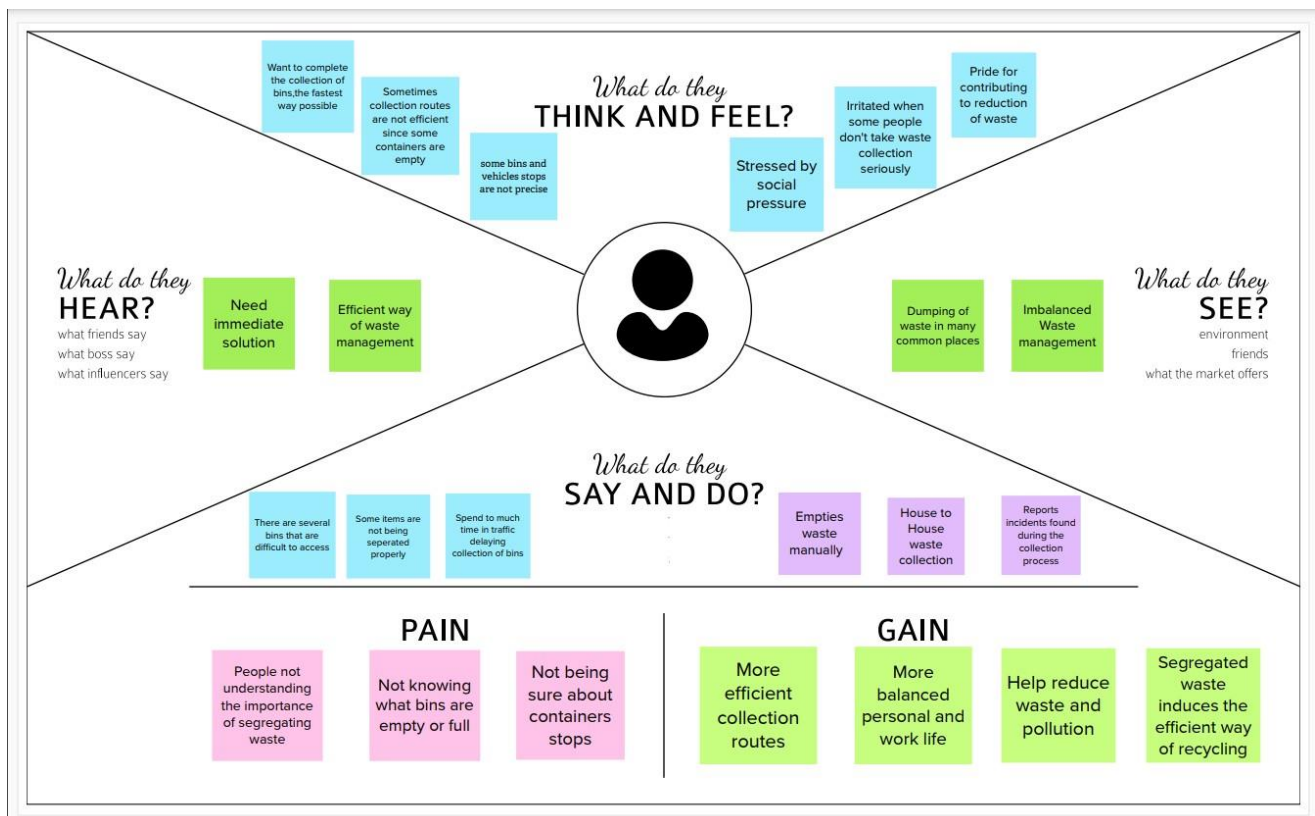 What do they
THINK AND FEEL?
Want to complete
the collection of
bins,the fastest
way possible
Sometimes
collection routes
are not efficient
since some
containers are
empty
some bins and
vehicles stops
are not precise
Stressed by
social
pressure
Irritated when
some people
don't take waste
collection
seriously
Pride for
contributing
to reduction
of waste
What do they
HEAR?
what friends say
what boss say
what influencers say
Need
immediate
solution
Efficient way
of waste
management
Dumping of
waste in many
common places
Imbalanced
Waste
management
What do they
SEE?
environment
friends
what the market offers
What do they
SAY AND DO?
There are several
bins that are
difficult to access
Some items are
not being
seperated
properly
Spend to much
time in traffic
delaying
collection of bins
Empties
waste
manually
House to
House
waste
collection
Reports
incidents found
during the
collection
process
PAIN
People not
understanding
the importance
of segregating
waste
Not knowing
what bins are
empty or full
Not being
sure about
containers
stops
GAIN
More
efficient
collection
routes
More
balanced
personal and
work life
Help reduce
waste and
pollution
Segregated
waste
induces the
efficient way
of recycling